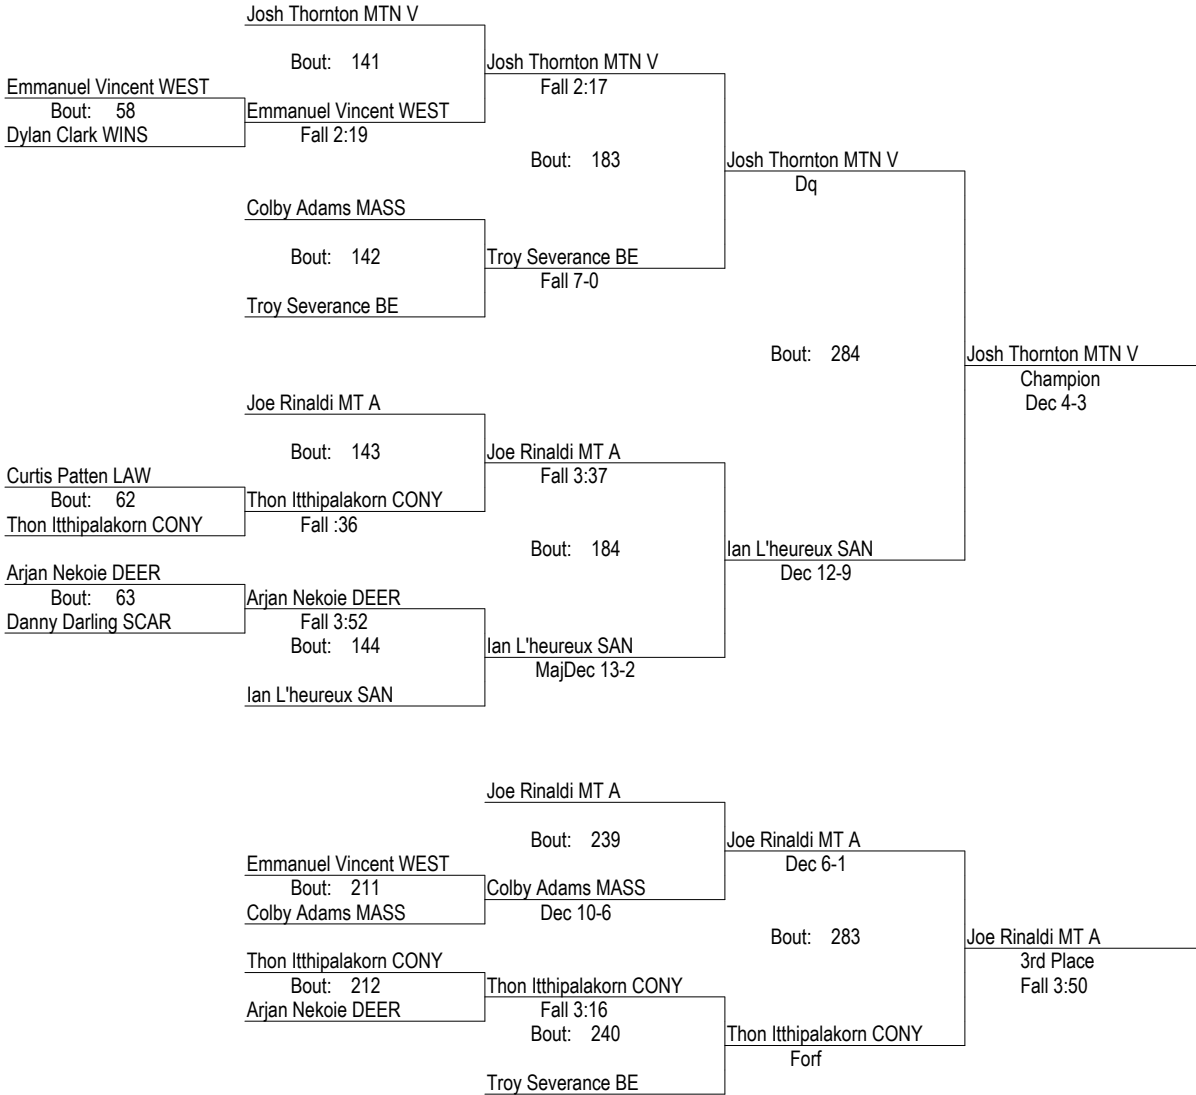 Josh Thornton MTN V
Bout: 141
Josh Thornton MTN V
Fall 2:17
Emmanuel Vincent WEST
Bout: 58
Emmanuel Vincent WEST
Dylan Clark WINS
Fall 2:19
Bout: 183
Josh Thornton MTN V
Dq
Colby Adams MASS
Bout: 142
Troy Severance BE
Fall 7-0
Troy Severance BE
Bout: 284
Josh Thornton MTN V
Champion
Dec 4-3
Joe Rinaldi MT A
Bout: 143
Joe Rinaldi MT A
Fall 3:37
Curtis Patten LAW
Bout: 62
Thon Itthipalakorn CONY
Thon Itthipalakorn CONY
Fall :36
Bout: 184
Ian L'heureux SAN
Dec 12-9
Arjan Nekoie DEER
Bout: 63
Arjan Nekoie DEER
Danny Darling SCAR
Fall 3:52
Bout: 144
Ian L'heureux SAN
MajDec 13-2
Ian L'heureux SAN
Joe Rinaldi MT A
Bout: 239
Joe Rinaldi MT A
Dec 6-1
Emmanuel Vincent WEST
Bout: 211
Colby Adams MASS
Colby Adams MASS
Dec 10-6
Bout: 283
Joe Rinaldi MT A
3rd Place
Fall 3:50
Thon Itthipalakorn CONY
Bout: 212
Thon Itthipalakorn CONY
Arjan Nekoie DEER
Fall 3:16
Bout: 240
Thon Itthipalakorn CONY
Forf
Troy Severance BE